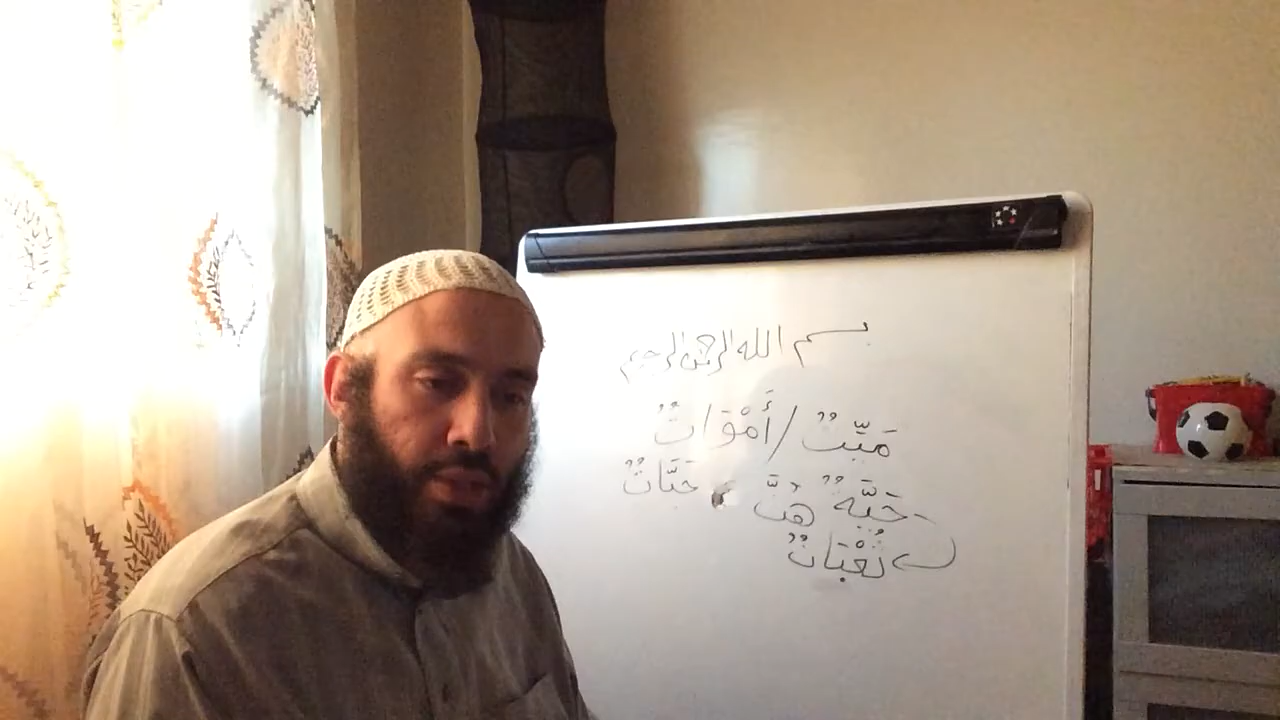 بسم الله الرحمن الرحيم
مَيِّتٌ / أَمْوَاتٌ
حَيَّةٌ حَيَّاتٌ
ثُعْبَانٌ